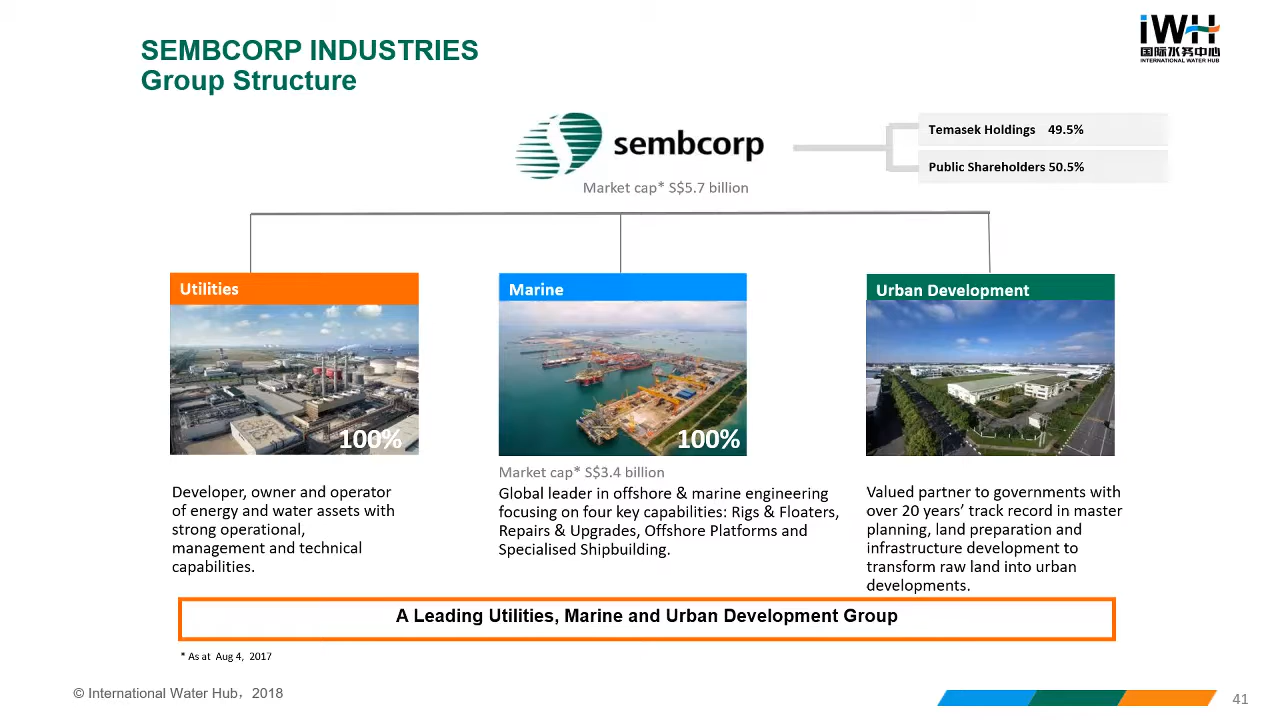 SEMBCORP INDUSTRIES
Group Structure
iWH
国际水务中心
INTERNATIONAL WATER HUB
sembcorp
Market cap* S$5.7 billion
Temasek Holdings 49.5%
Public Shareholders 50.5%
Utilities
100%
Developer, owner and operator
of energy and water assets with
strong operational,
management and technical
capabilities.
Marine
100%
Market cap* S$3.4 billion
Global leader in offshore & marine engineering
focusing on four key capabilities: Rigs & Floaters,
Repairs & Upgrades, Offshore Platforms and
Specialised Shipbuilding.
Urban Development
Valued partner to governments with
over 20 years’ track record in master
planning, land preparation and
infrastructure development to
transform raw land into urban
developments.
A Leading Utilities, Marine and Urban Development Group
* As at Aug 4, 2017
© International Water Hub，2018
41